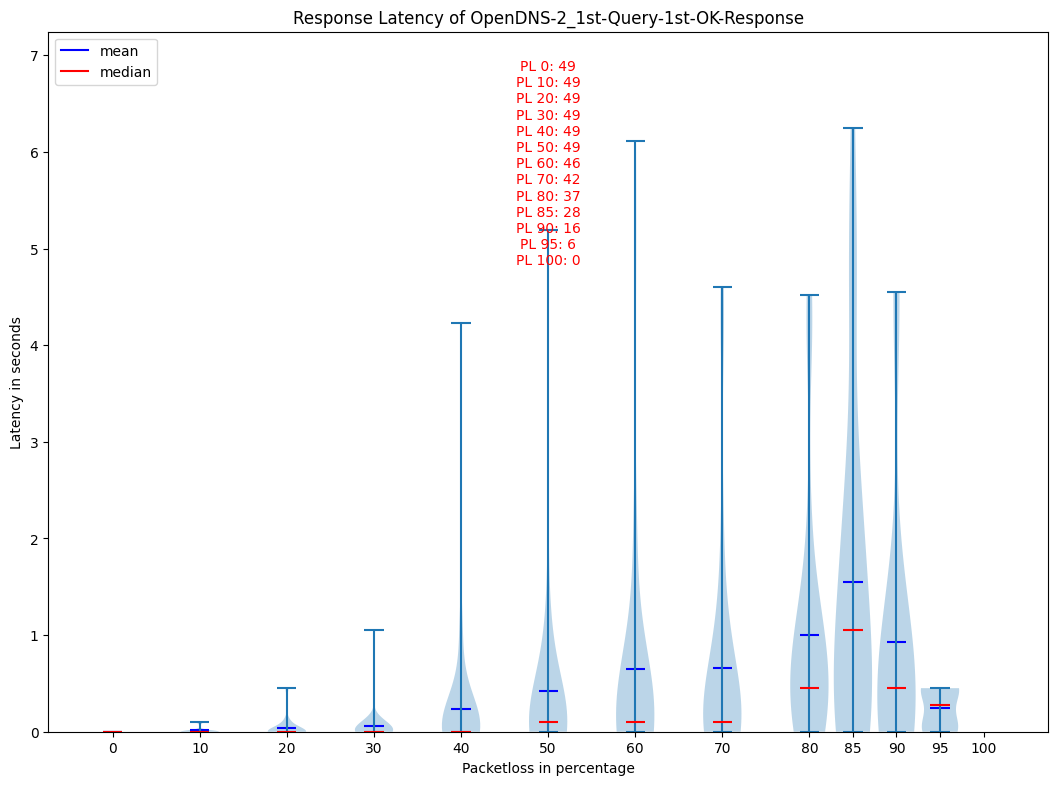 Response Latency of OpenDNS-2_1st-Query-1st-OK-Response
mean
median
PL 0: 49
PL 10: 49
PL 20: 49
PL 30: 49
PL 40: 49
PL 50: 49
PL 60: 46
PL 70: 42
PL 80: 37
PL 85: 28
PL 90: 16
PL 95: 6
PL 100: 0
Latency in seconds
7
6
5
4
3
2
1
0
0 10 20 30 40 50 60 70 80 85 90 95 100
Packetloss in percentage